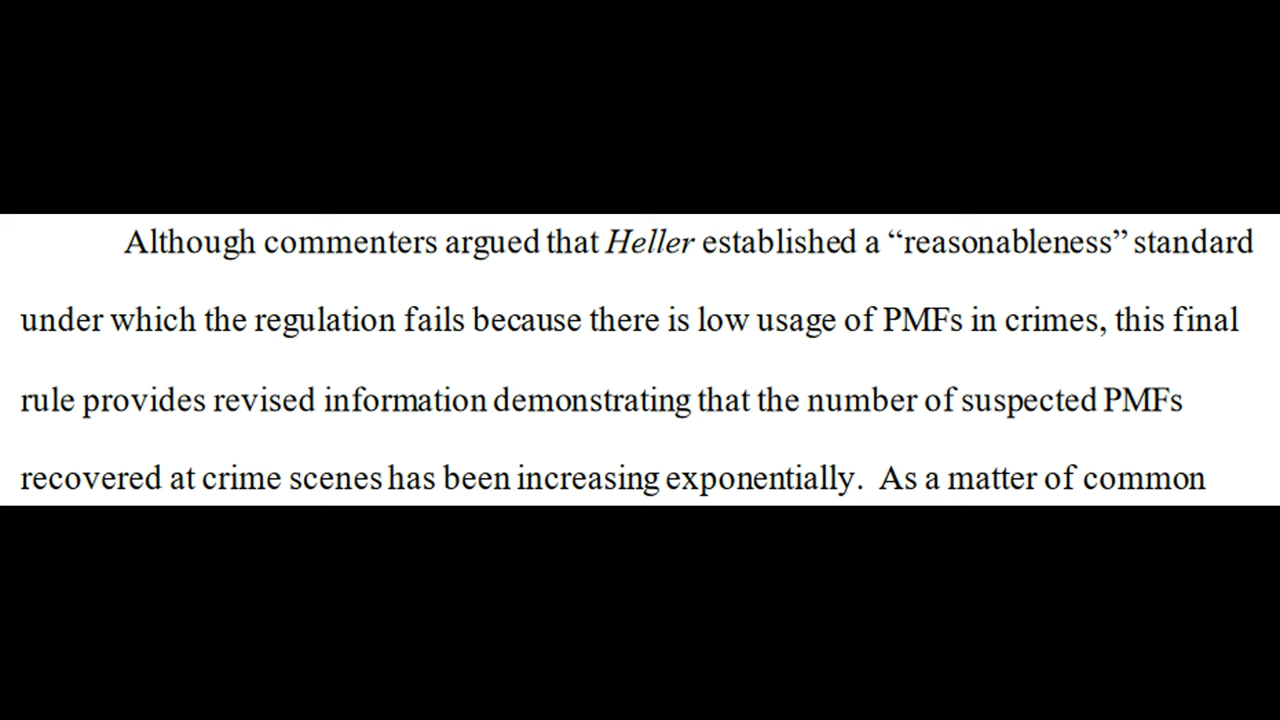 Although commenters argued that Heller established a “reasonableness” standard
under which the regulation fails because there is low usage of PMFs in crimes, this final
rule provides revised information demonstrating that the number of suspected PMFs
recovered at crime scenes has been increasing exponentially.  As a matter of common